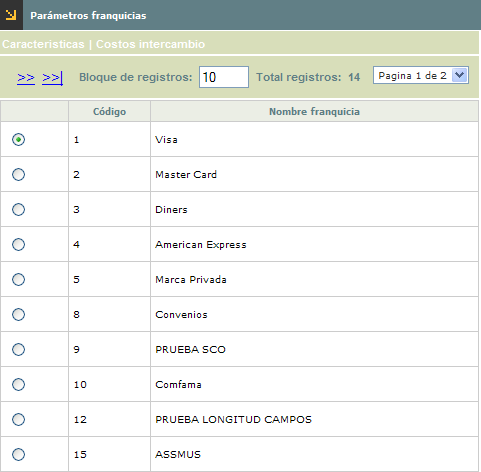 Parámetros franquicias
Caracteristicas | Costos intercambio
>> >>| Bloque de registros: 10 Total registros: 14 Pagina 1 de 2
Código Nombre franquicia
1 Visa
2 Master Card
3 Diners
4 American Express
5 Marca Privada
8 Convenios
9 PRUEBA SCO
10 Comfama
12 PRUEBA LONGITUD CAMPOS
15 ASSMUS